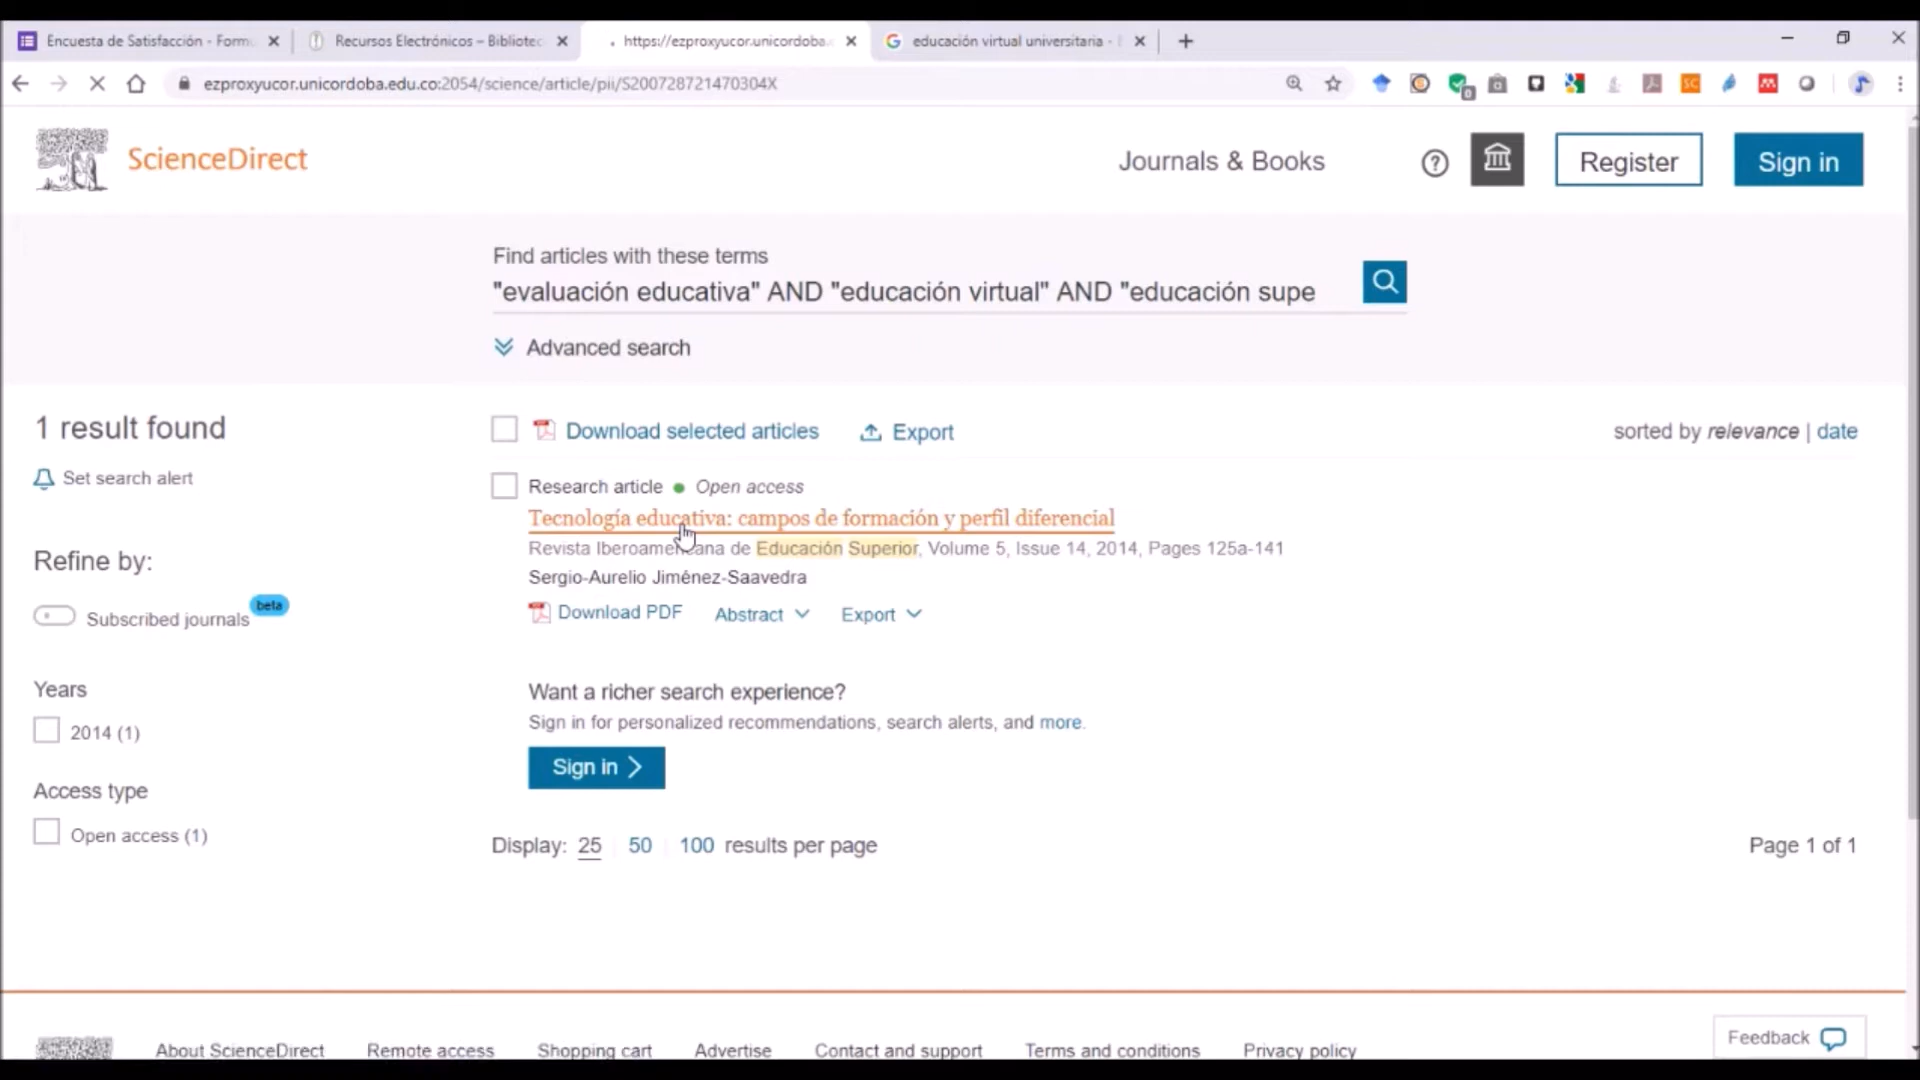 Encuesta de Satisfacción - Formu
Recursos Electrónicos – Bibliotec
https://ezproxyucor.unicordoba.
educación virtual universitaria -
ezproxyucor.unicordoba.edu.co:2054/science/article/pii/S200728721470304X
ScienceDirect
Journals & Books
Register
Sign in
Find articles with these terms
"evaluación educativa" AND "educación virtual" AND "educación supe
Advanced search
1 result found
Download selected articles
Export
sorted by relevance | date
Set search alert
Research article Open access
Tecnología educativa: campos de formación y perfil diferencial
Revista Iberoamericana de Educación Superior, Volume 5, Issue 14, 2014, Pages 125a-141
Sergio-Aurelio Jiménez-Saavedra
Download PDF Abstract Export
Refine by:
Subscribed journals beta
Years
2014 (1)
Access type
Open access (1)
Want a richer search experience?
Sign in for personalized recommendations, search alerts, and more.
Sign in
Display: 25 50 100 results per page
Page 1 of 1
Feedback
About ScienceDirect Remote access Shopping cart Advertise Contact and support Terms and conditions Privacy policy